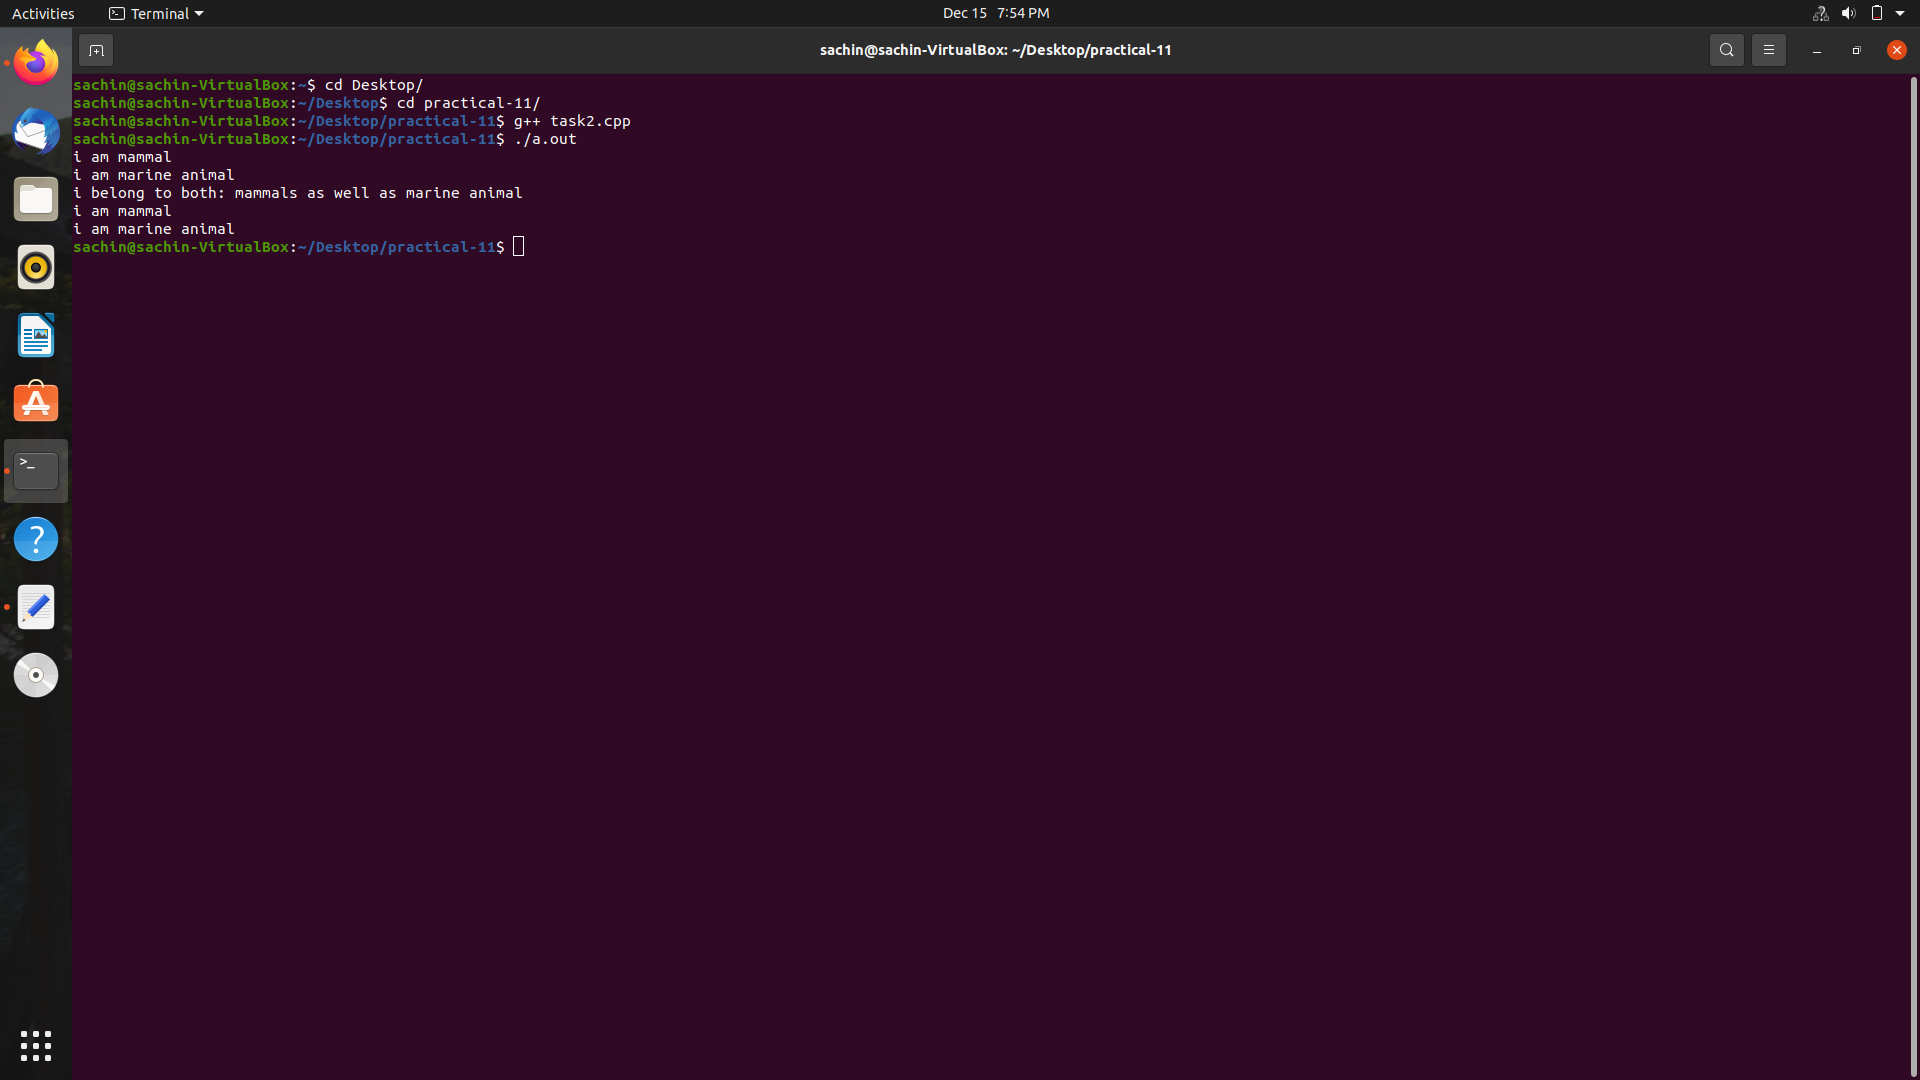 Activities Terminal Dec 15 7:54 PM
sachin@sachin-VirtualBox: ~/Desktop/practical-11
sachin@sachin-VirtualBox:~$ cd Desktop/
sachin@sachin-VirtualBox:~/Desktop$ cd practical-11/
sachin@sachin-VirtualBox:~/Desktop/practical-11$ g++ task2.cpp
sachin@sachin-VirtualBox:~/Desktop/practical-11$ ./a.out
i am mammal
i am marine animal
i belong to both: mammals as well as marine animal
i am mammal
i am marine animal
sachin@sachin-VirtualBox:~/Desktop/practical-11$